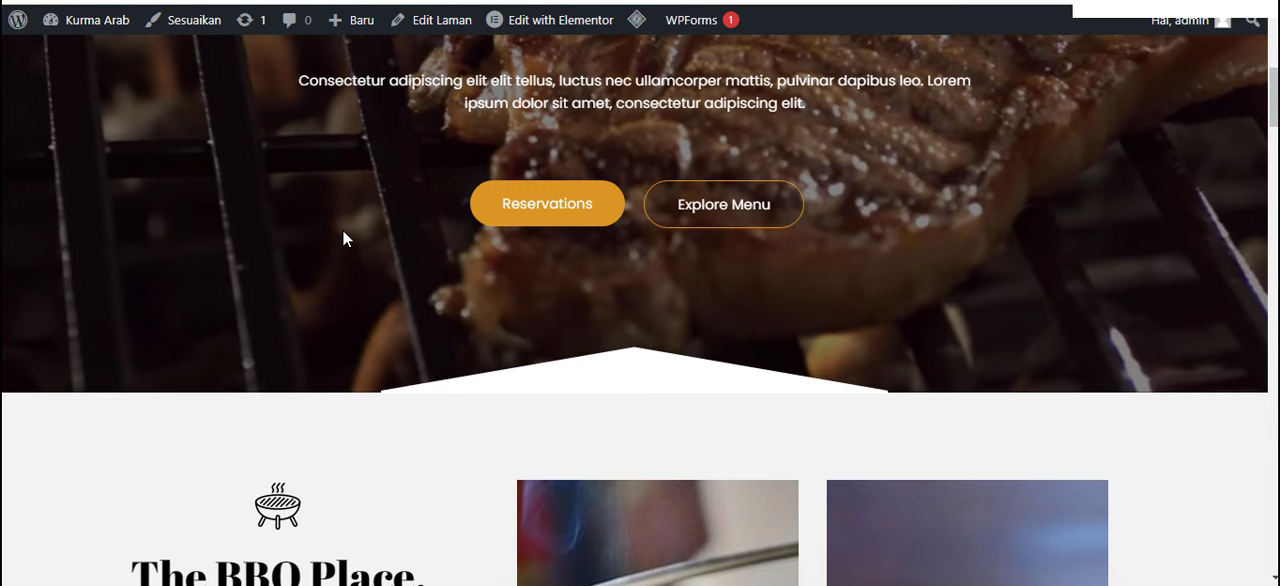 Kurma Arab Sesuaikan 1 0 Baru Edit Laman Edit with Elementor WPForms 1 Hai, admin
Consectetur adipiscing elit elit tellus, luctus nec ullamcorper mattis, pulvinar dapibus leo. Lorem
ipsum dolor sit amet, consectetur adipiscing elit.
Reservations Explore Menu
The BBQ Place.